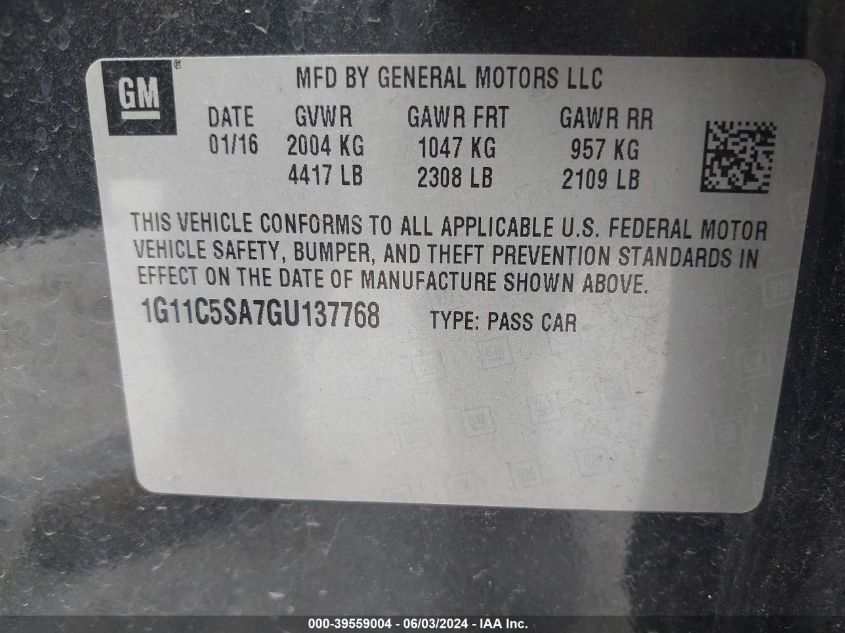 GM
MFD BY GENERAL MOTORS LLC
DATE GVWR GAWR FRT GAWR RR
01/16 2004 KG 1047 KG 957 KG
4417 LB 2308 LB 2109 LB
THIS VEHICLE CONFORMS TO ALL APPLICABLE U.S. FEDERAL MOTOR
VEHICLE SAFETY, BUMPER, AND THEFT PREVENTION STANDARDS IN
EFFECT ON THE DATE OF MANUFACTURE SHOWN ABOVE.
1G11C5SA7GU137768 TYPE: PASS CAR
000-39559004 - 06/03/2024 - IAA Inc.